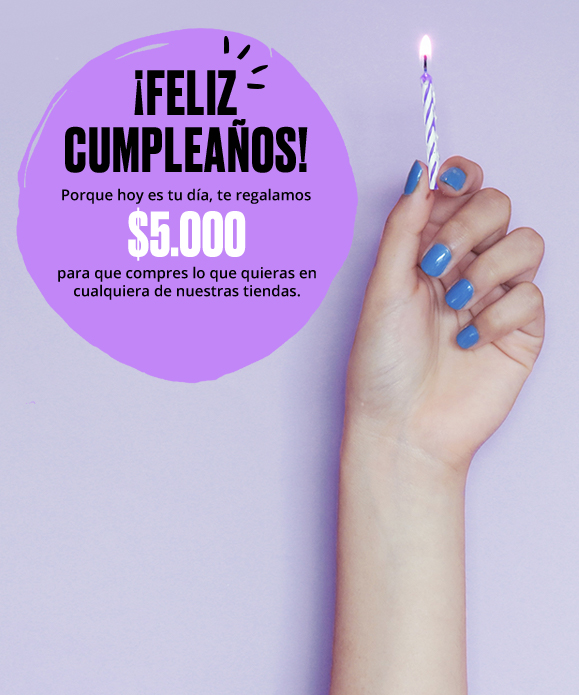 ¡FELIZ
CUMPLEAÑOS!
Porque hoy es tu día, te regalamos
$5.000
para que compres lo que quieras en
cualquiera de nuestras tiendas.